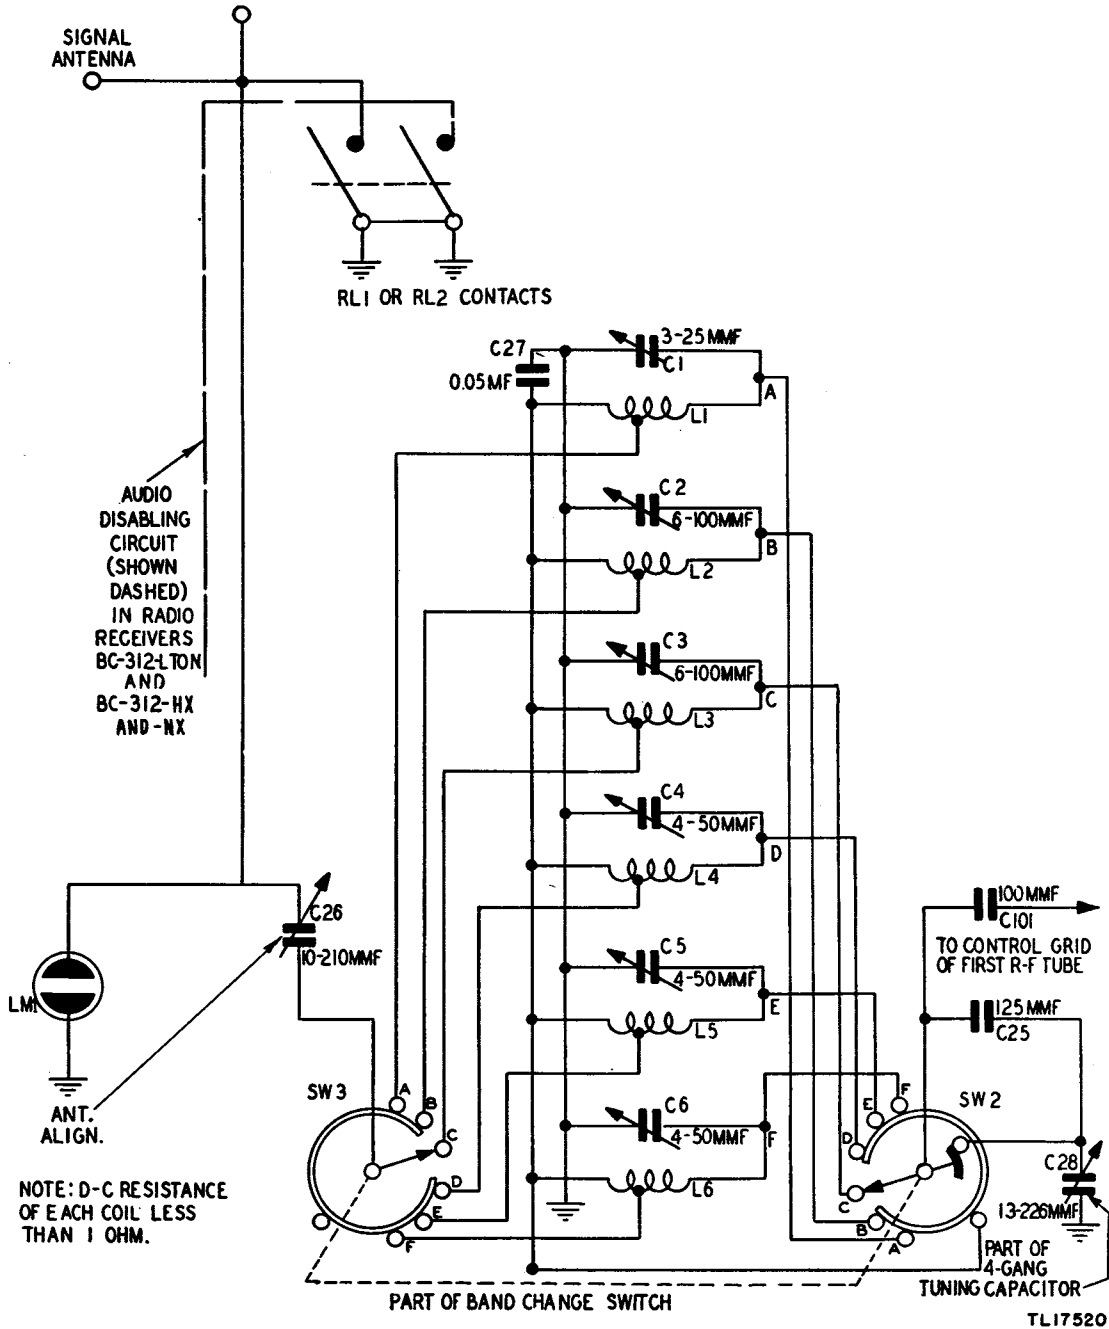 SIGNAL
ANTENNA
RL1 OR RL2 CONTACTS
C27
0.05MF
3-25MMF
C1
A
L1
AUDIO
DISABLING
CIRCUIT
(SHOWN
DASHED)
IN RADIO
RECEIVERS
BC-312-LTON
AND
BC-312-HX
AND-NX
C2
6-100MMF
B
L2
C3
6-100MMF
C
L3
C4
4-50MMF
D
L4
C26
10-210MMF
100MMF
C101
TO CONTROL GRID
OF FIRST R-F TUBE
C5
4-50MMF
E
L5
LM1
125MMF
C25
ANT.
ALIGN.
SW3
A
B
C
D
E
F
C6
4-50MMF
F
L6
F
E
D
C
B
A
SW2
C28
13-226MMF
NOTE: D-C RESISTANCE
OF EACH COIL LESS
THAN 1 OHM.
PART OF
4-GANG
TUNING CAPACITOR
PART OF BAND CHANGE SWITCH
TL17520